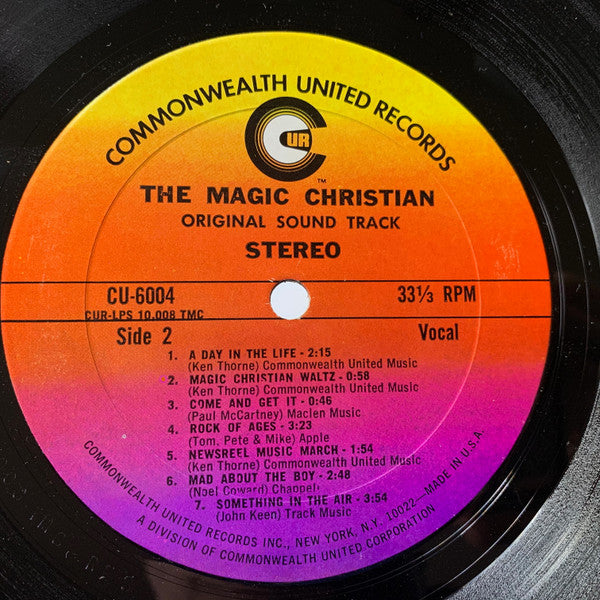 COMMONWEALTH UNITED RECORDS
CUR
TM
THE MAGIC CHRISTIAN
ORIGINAL SOUND TRACK
STEREO
CU-6004 33⅓ RPM
CUR-LPS 10,008 TMC
Side 2 Vocal
1. A DAY IN THE LIFE - 2:15
(Ken Thorne) Commonwealth United Music
2. MAGIC CHRISTIAN WALTZ - 0:58
(Ken Thorne) Commonwealth United Music
3. COME AND GET IT - 0:46
(Paul McCartney) Maclen Music
4. ROCK OF AGES - 3:23
(Tom, Pete & Mike) Apple
5. NEWSREEL MUSIC MARCH - 1:54
(Ken Thorne) Commonwealth United Music
6. MAD ABOUT THE BOY - 2:48
(Noel Coward) Chappel
7. SOMETHING IN THE AIR - 3:54
(John Keen) Track Music
COMMONWEALTH UNITED RECORDS INC., NEW YORK, N.Y. 10022—MADE IN U.S.A.
A DIVISION OF COMMONWEALTH UNITED CORPORATION